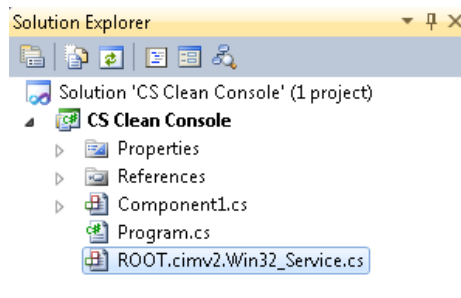 Solution Explorer
Solution 'CS Clean Console' (1 project)
CS Clean Console
Properties
References
Component1.cs
Program.cs
ROOT.cimv2.Win32_Service.cs